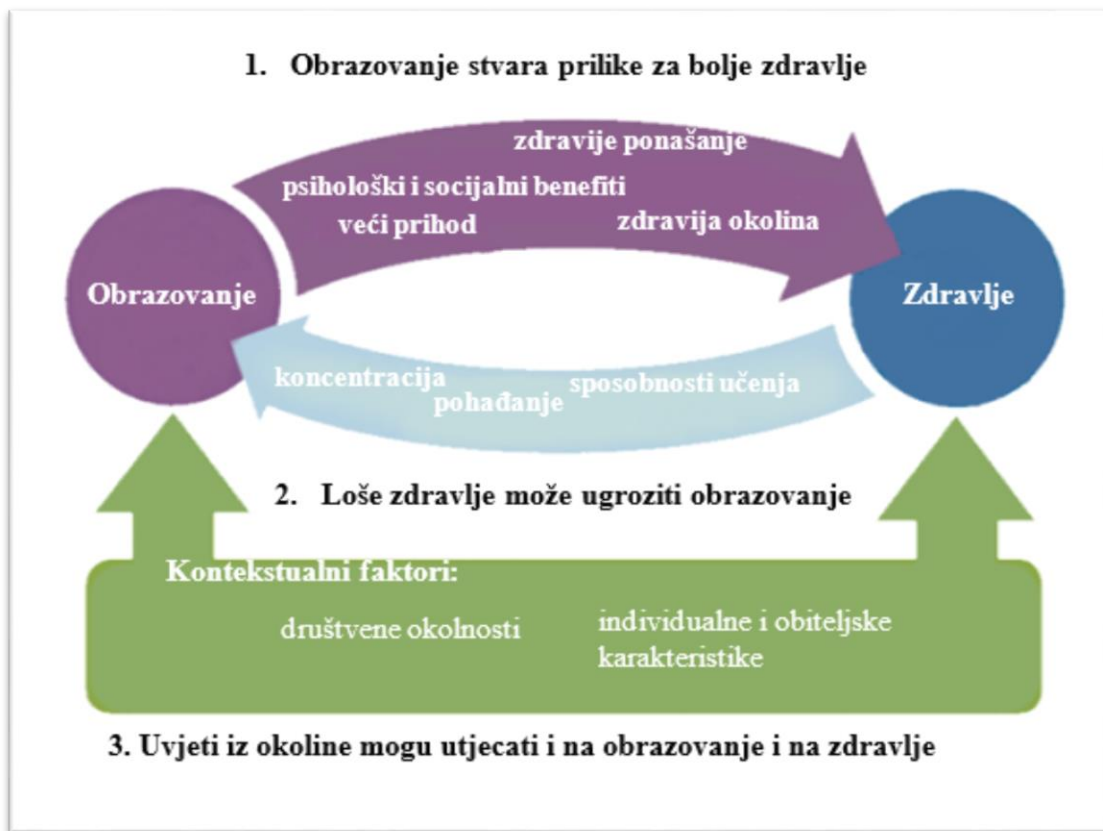 1. Obrazovanje stvara prilike za bolje zdravlje
zdravije ponašanje
psihološki i socijalni benefiti
veći prihod
zdravija okolina
Obrazovanje
Zdravlje
koncentracija
pohađanje
sposobnosti učenja
2. Loše zdravlje može ugroziti obrazovanje
Kontekstualni faktori:
društvene okolnosti
individualne i obiteljske
karakteristike
3. Uvjeti iz okoline mogu utjecati i na obrazovanje i na zdravlje